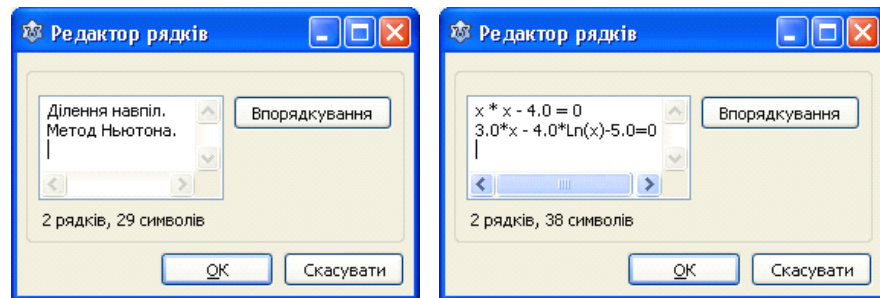 Редактор рядків
Ділення навпіл.
Метод Ньютона.
Впорядкування
2 рядків, 29 символів
OK
Скасувати
Редактор рядків
x * x - 4.0 = 0
3.0*x - 4.0*Ln(x)-5.0=0
Впорядкування
2 рядків, 38 символів
OK
Скасувати